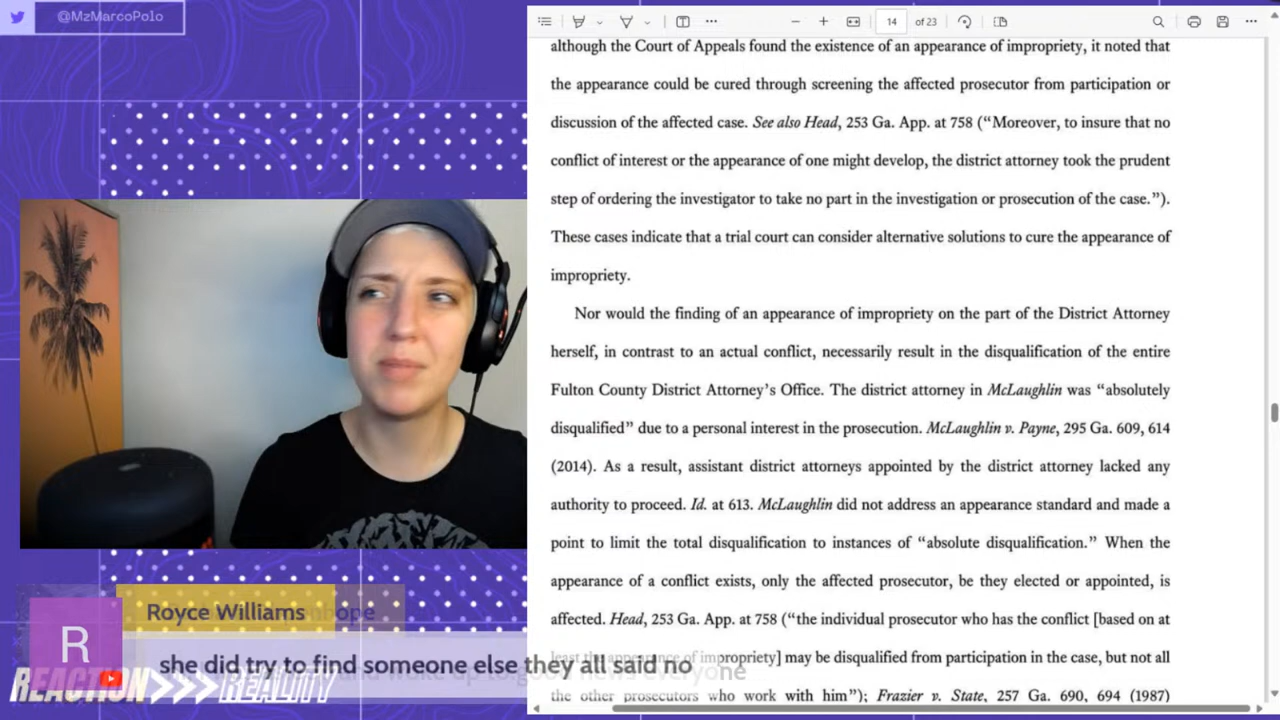 @MzMarcoPolo
14 of 23
although the Court of Appeals found the existence of an appearance of impropriety, it noted that
the appearance could be cured through screening the affected prosecutor from participation or
discussion of the affected case. See also Head, 253 Ga. App. at 758 (“Moreover, to insure that no
conflict of interest or the appearance of one might develop, the district attorney took the prudent
step of ordering the investigator to take no part in the investigation or prosecution of the case.”).
These cases indicate that a trial court can consider alternative solutions to cure the appearance of
impropriety.
Nor would the finding of an appearance of impropriety on the part of the District Attorney
herself, in contrast to an actual conflict, necessarily result in the disqualification of the entire
Fulton County District Attorney’s Office. The district attorney in McLaughlin was “absolutely
disqualified” due to a personal interest in the prosecution. McLaughlin v. Payne, 295 Ga. 609, 614
(2014). As a result, assistant district attorneys appointed by the district attorney lacked any
authority to proceed. Id. at 613. McLaughlin did not address an appearance standard and made a
point to limit the total disqualification to instances of “absolute disqualification.” When the
appearance of a conflict exists, only the affected prosecutor, be they elected or appointed, is
affected. Head, 253 Ga. App. at 758 (“the individual prosecutor who has the conflict [based on at
least the appearance of impropriety] may be disqualified from participation in the case, but not all
the other prosecutors who work with him”); Frazier v. State, 257 Ga. 690, 694 (1987)
Royce Williams
R
she did try to find someone else they all said no
and woke up to good news everyone
REACTION>>>REALITY